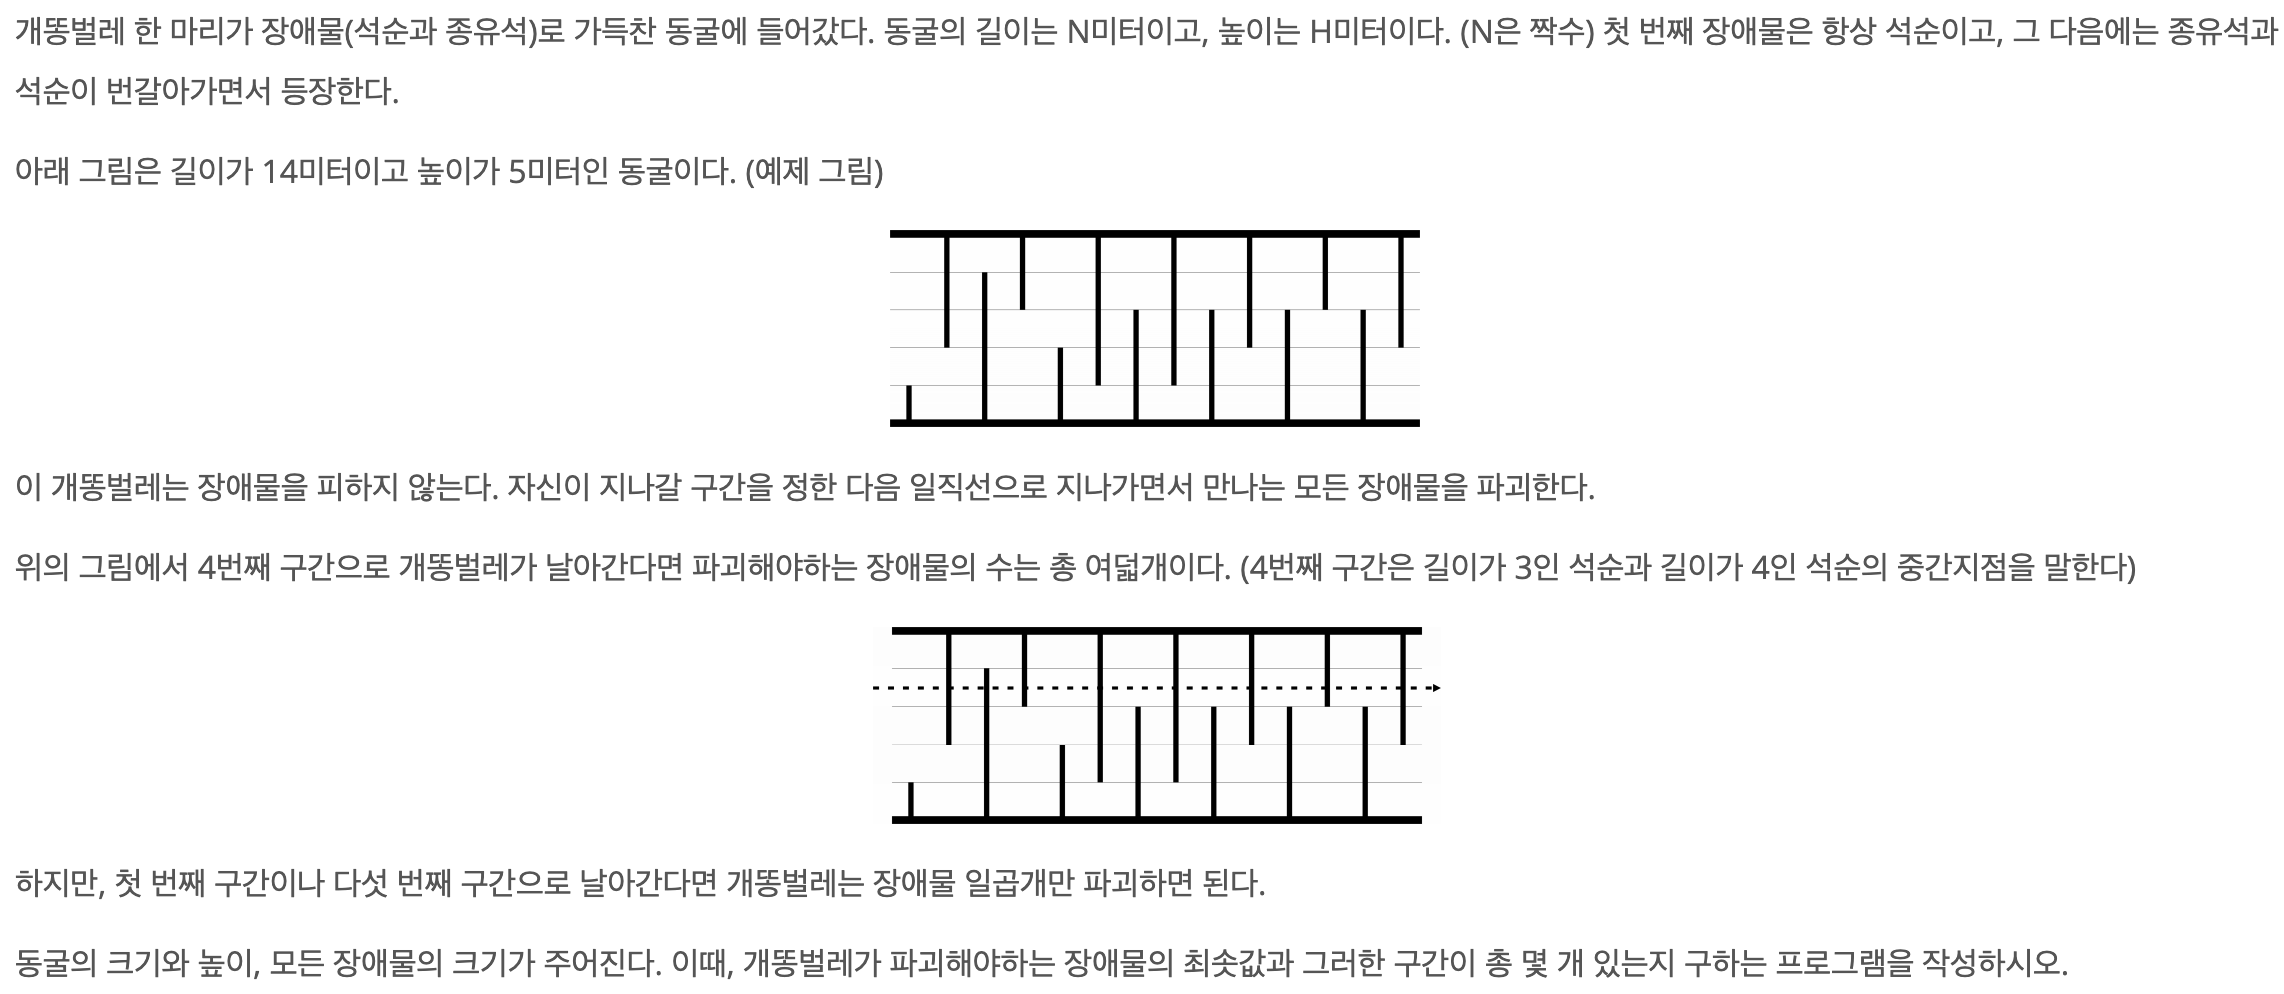 개똥벌레 한 마리가 장애물(석순과 종유석)로 가득찬 동굴에 들어갔다. 동굴의 길이는 N미터이고, 높이는 H미터이다. (N은 짝수) 첫 번째 장애물은 항상 석순이고, 그 다음에는 종유석과
석순이 번갈아가면서 등장한다.
아래 그림은 길이가 14미터이고 높이가 5미터인 동굴이다. (예제 그림)
이 개똥벌레는 장애물을 피하지 않는다. 자신이 지나갈 구간을 정한 다음 일직선으로 지나가면서 만나는 모든 장애물을 파괴한다.
위의 그림에서 4번째 구간으로 개똥벌레가 날아간다면 파괴해야하는 장애물의 수는 총 여덟개이다. (4번째 구간은 길이가 3인 석순과 길이가 4인 석순의 중간지점을 말한다)
하지만, 첫 번째 구간이나 다섯 번째 구간으로 날아간다면 개똥벌레는 장애물 일곱개만 파괴하면 된다.
동굴의 크기와 높이, 모든 장애물의 크기가 주어진다. 이때, 개똥벌레가 파괴해야하는 장애물의 최솟값과 그러한 구간이 총 몇 개 있는지 구하는 프로그램을 작성하시오.